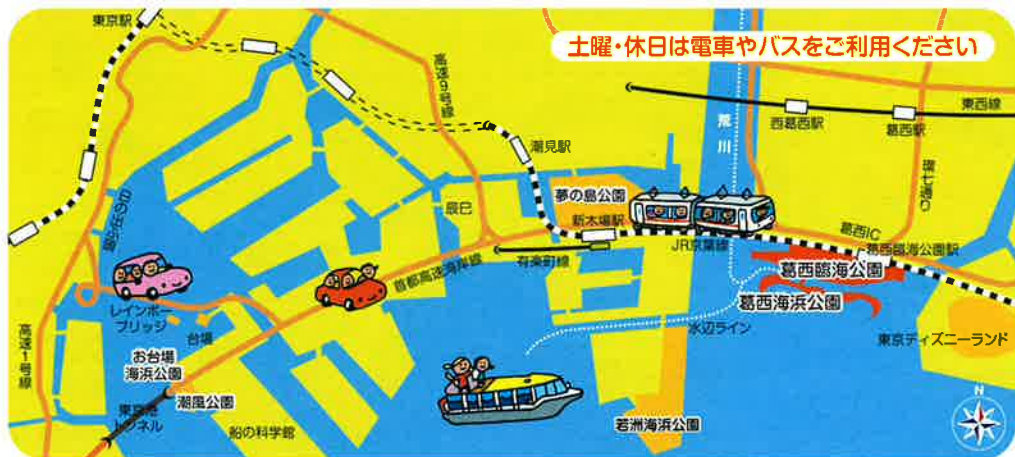 東京駅
土曜・休日は電車やバスをご利用ください
高速9号線
東西線
西葛西駅
葛西駅
荒川
潮見駅
環七通り
夢の島公園
辰巳
日の出桟橋
新木場駅
葛西IC
葛西臨海公園駅
JR京葉線
有楽町線
首都高速湾岸線
葛西臨海公園
葛西海浜公園
レインボー
ブリッジ
台場
水辺ライン
高速1号線
東京ディズニーランド
お台場
海浜公園
潮風公園
東京港
トンネル
船の科学館
若洲海浜公園
N